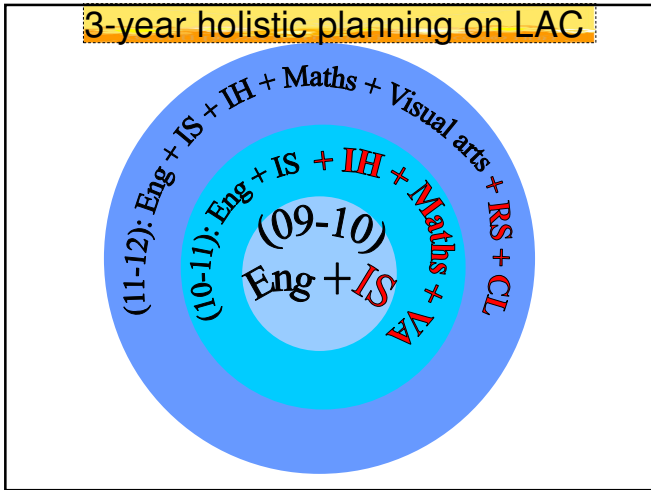 3-year holistic planning on LAC
(11-12): Eng + IS + IH + Maths + Visual arts + RS + CL
(10-11): Eng + IS + IH + Maths + VA
(09-10)
Eng + IS